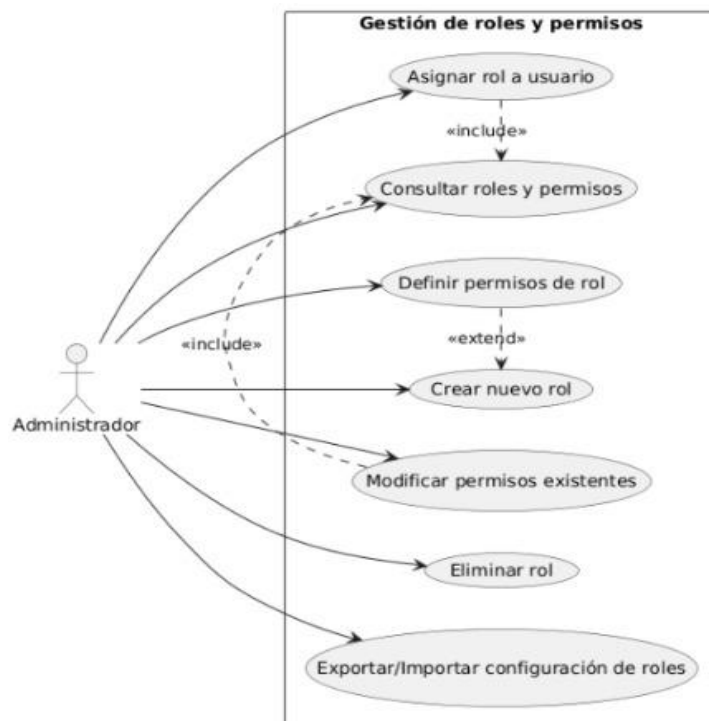 Gestión de roles y permisos
Asignar rol a usuario
«include»
Consultar roles y permisos
Definir permisos de rol
«include»
«extend»
Administrador
Crear nuevo rol
Modificar permisos existentes
Eliminar rol
Exportar/Importar configuración de roles